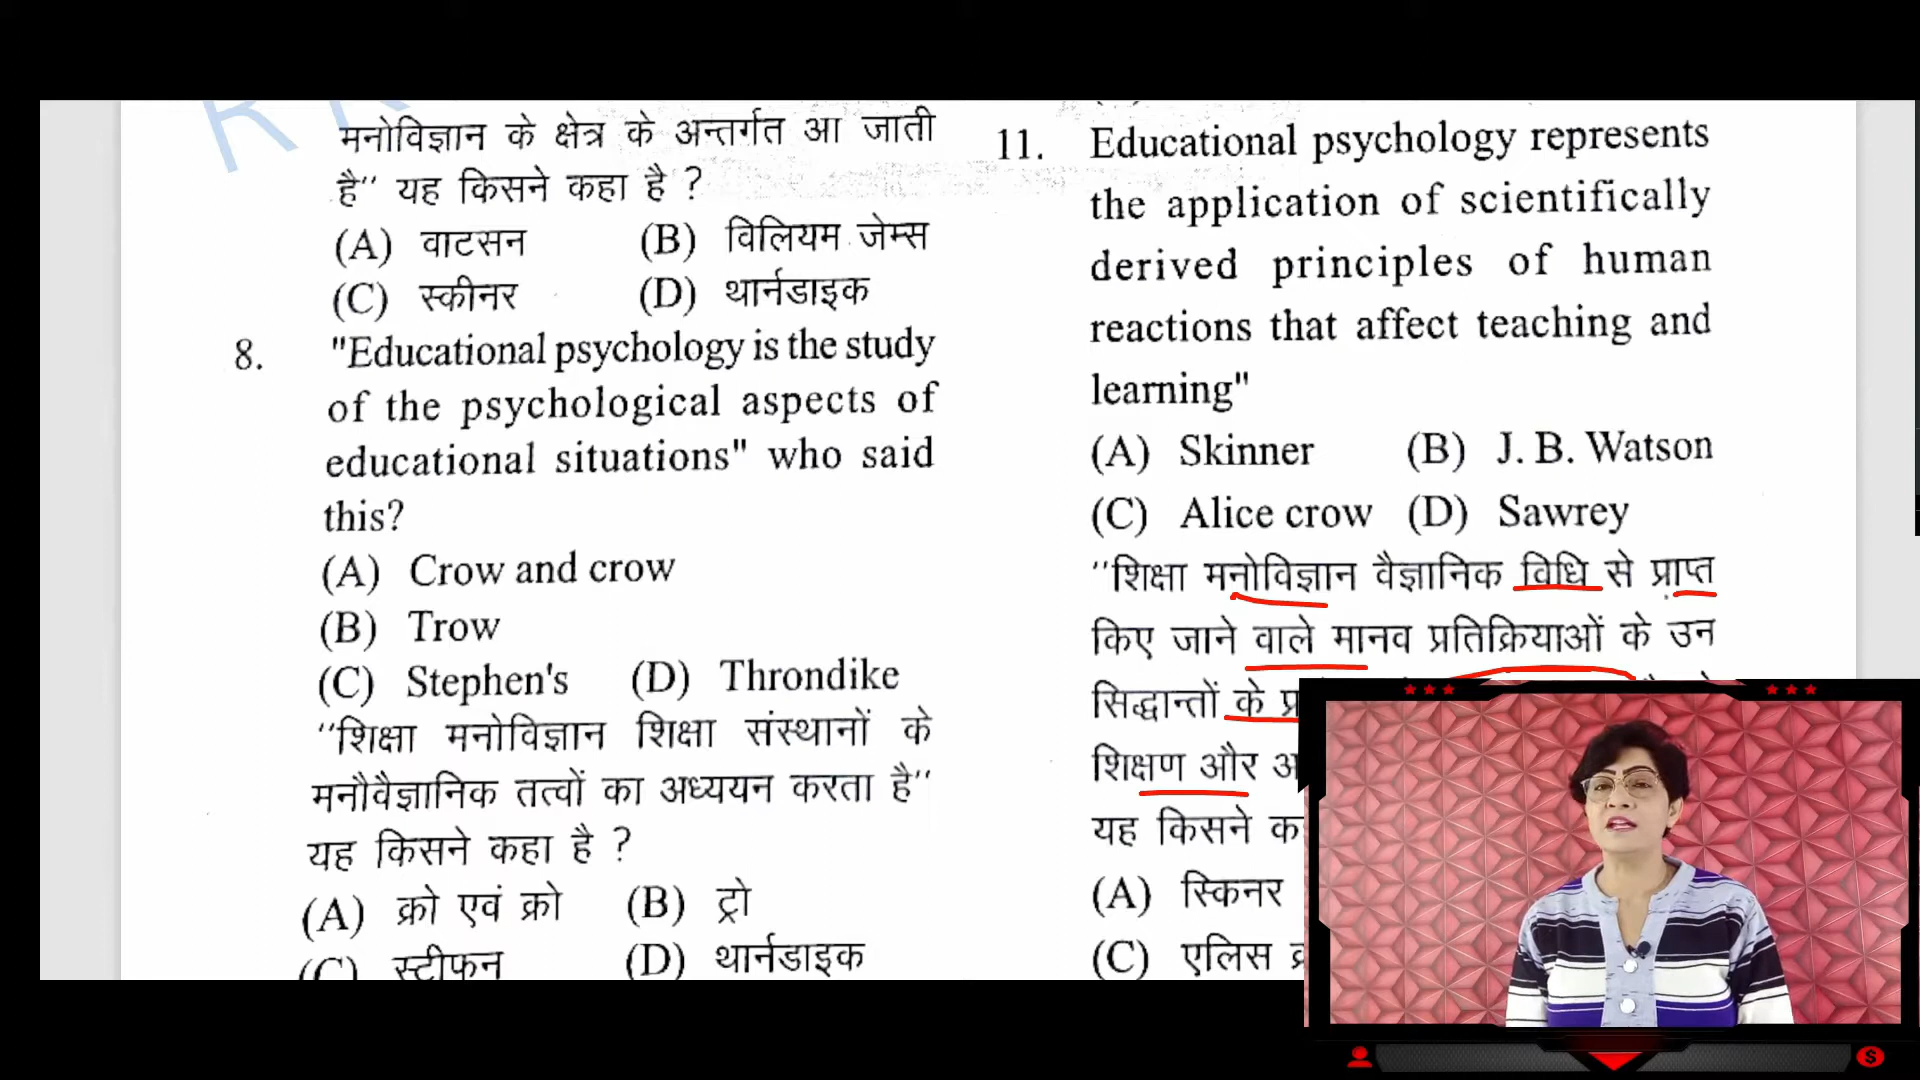 मनोविज्ञान के क्षेत्र के अन्तर्गत आ जाती
है" यह किसने कहा है ?
(A) वाटसन (B) विलियम जेम्स
(C) स्कीनर (D) थार्नडाइक
8. "Educational psychology is the study
of the psychological aspects of
educational situations" who said
this?
(A) Crow and crow
(B) Trow
(C) Stephen's (D) Throndike
"शिक्षा मनोविज्ञान शिक्षा संस्थानों के
मनौवैज्ञानिक तत्वों का अध्ययन करता है"
यह किसने कहा है ?
(A) क्रो एवं क्रो (B) ट्रो
(C) स्टीफन (D) थार्नडाइक
11. Educational psychology represents
the application of scientifically
derived principles of human
reactions that affect teaching and
learning"
(A) Skinner (B) J. B. Watson
(C) Alice crow (D) Sawrey
"शिक्षा मनोविज्ञान वैज्ञानिक विधि से प्राप्त
किए जाने वाले मानव प्रतिक्रियाओं के उन
सिद्धान्तों के
शिक्षण और
यह किसने
(A) स्किनर
(C) एलिस